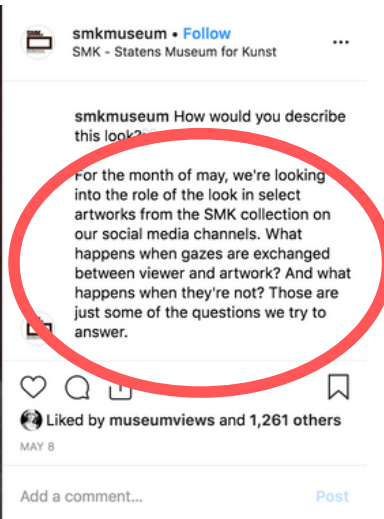 SMK
smkmuseum • Follow
SMK - Statens Museum for Kunst
smkmuseum How would you describe
this look?
For the month of may, we're looking
into the role of the look in select
artworks from the SMK collection on
our social media channels. What
happens when gazes are exchanged
between viewer and artwork? And what
happens when they're not? Those are
just some of the questions we try to
answer.
Liked by museumviews and 1,261 others
MAY 8
Add a comment...
Post